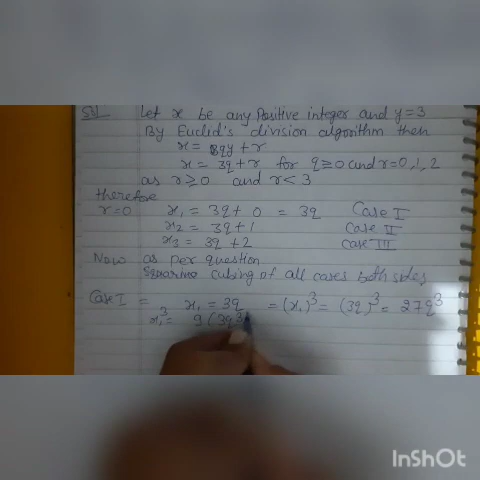 Sol. Let x be any Positive integer and y = 3
By Euclid's division algorithm then
x = qy + r
x = 3q + r for q ≥ 0 and r = 0, 1, 2
as r ≥ 0 and r < 3
therefore
r = 0 x₁ = 3q + 0 = 3q Case I
x₂ = 3q + 1 Case II
x₃ = 3q + 2 Case III
Now as per question
cubing of all cases both sides
Case I = x₁ = 3q = (x₁)³ = (3q)³ = 27q³
x₁³ = 9(3q³)
InShOt